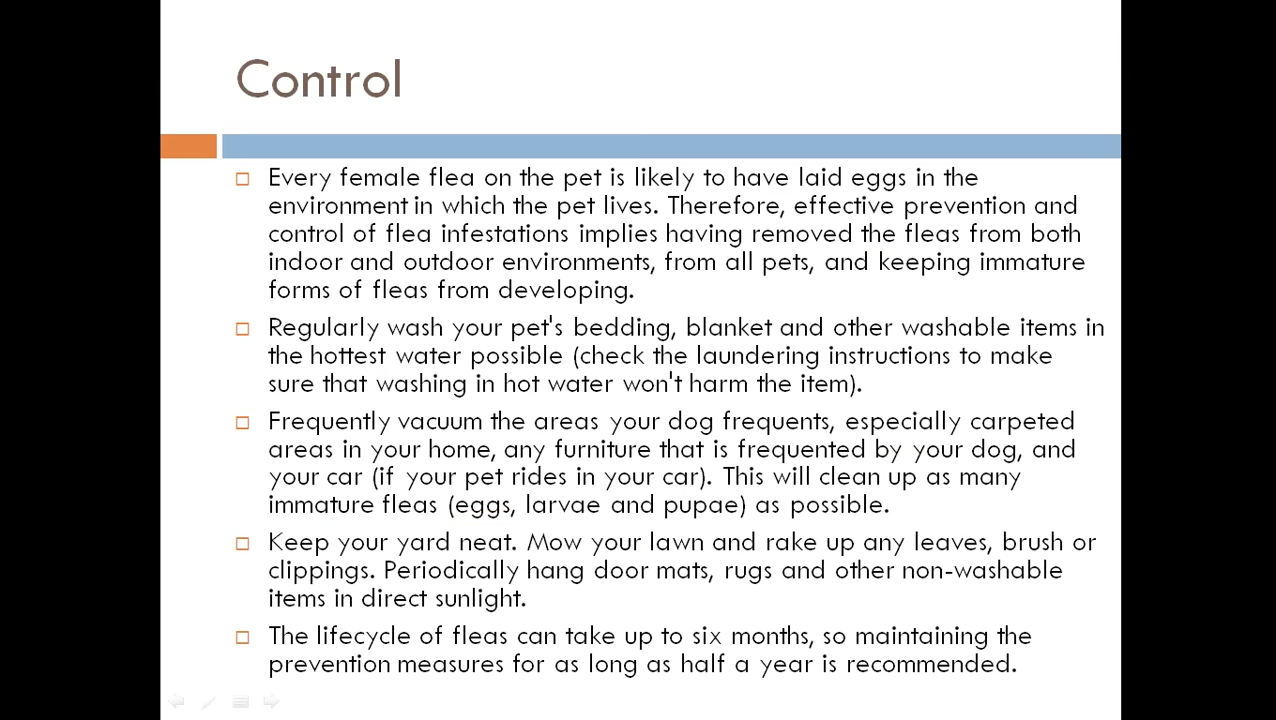 Control
Every female flea on the pet is likely to have laid eggs in the
environment in which the pet lives. Therefore, effective prevention and
control of flea infestations implies having removed the fleas from both
indoor and outdoor environments, from all pets, and keeping immature
forms of fleas from developing.
Regularly wash your pet's bedding, blanket and other washable items in
the hottest water possible (check the laundering instructions to make
sure that washing in hot water won't harm the item).
Frequently vacuum the areas your dog frequents, especially carpeted
areas in your home, any furniture that is frequented by your dog, and
your car (if your pet rides in your car). This will clean up as many
immature fleas (eggs, larvae and pupae) as possible.
Keep your yard neat. Mow your lawn and rake up any leaves, brush or
clippings. Periodically hang door mats, rugs and other non-washable
items in direct sunlight.
The lifecycle of fleas can take up to six months, so maintaining the
prevention measures for as long as half a year is recommended.